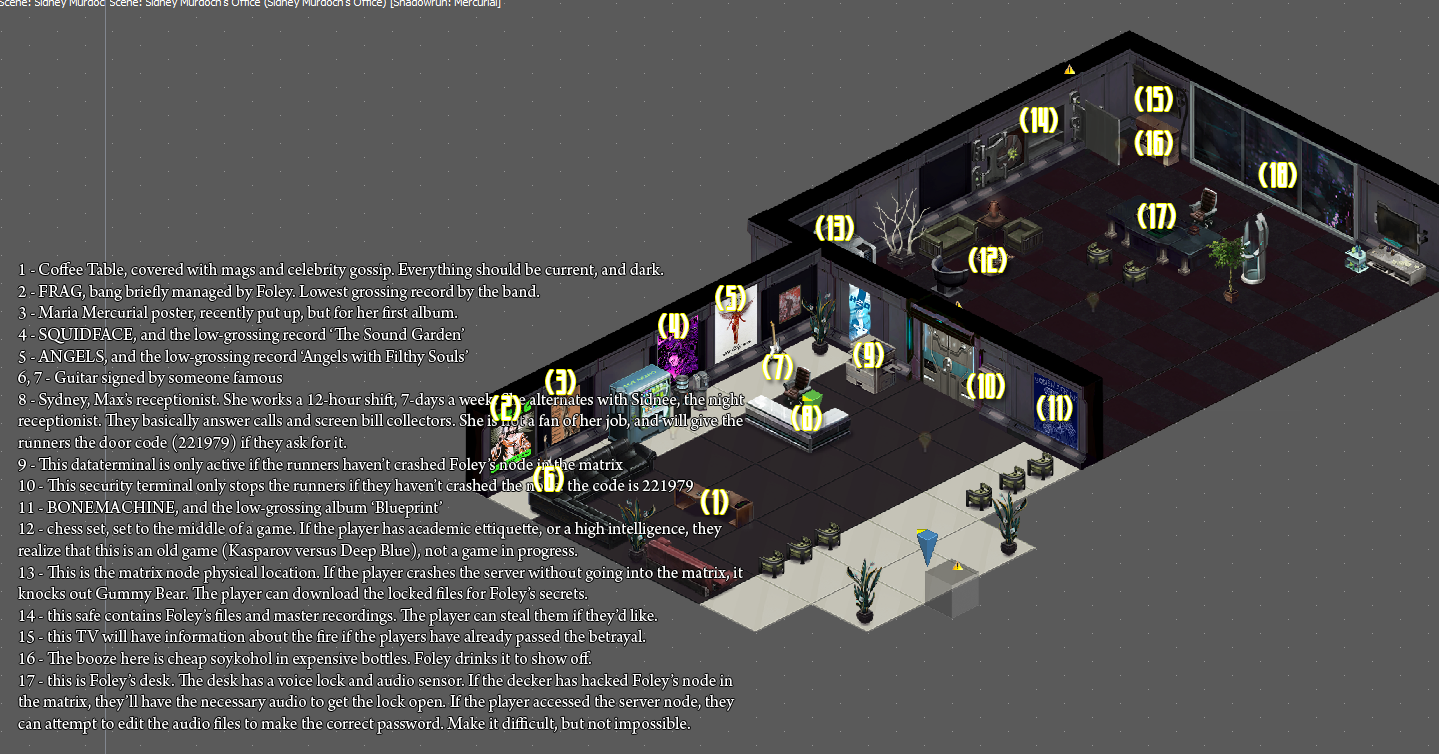 Scene: Sidney Murdoc Scene: Sidney Murdoch's Office (Sidney Murdoch's Office) [Shadowrun: Mercurial]
(15)
(14)
(16)
(18)
(17)
(13)
(12)
1 - Coffee Table, covered with mags and celebrity gossip. Everything should be current, and dark.
2 - FRAG, bang briefly managed by Foley. Lowest grossing record by the band.
(5)
3 - Maria Mercurial poster, recently put up, but for her first album.
(4)
4 - SQUIDFACE, and the low-grossing record 'The Sound Garden'
5 - ANGELS, and the low-grossing record 'Angels with Filthy Souls'
(9)
(7)
6, 7 - Guitar signed by someone famous
(3)
(10)
8 - Sydney, Max's receptionist. She works a 12-hour shift, 7-days a week. She alternates with Sidnee, the night
(2)
(11)
(8)
receptionist. They basically answer calls and screen bill collectors. She is not a fan of her job, and will give the
runners the door code (221979) if they ask for it.
9 - This dataterminal is only active if the runners haven't crashed Foley's node in the matrix
(6)
10 - This security terminal only stops the runners if they haven't crashed the node. the code is 221979
(1)
11 - BONEMACHINE, and the low-grossing album 'Blueprint'
12 - chess set, set to the middle of a game. If the player has academic ettiquette, or a high intelligence, they
realize that this is an old game (Kasparov versus Deep Blue), not a game in progress.
13 - This is the matrix node physical location. If the player crashes the server without going into the matrix, it
knocks out Gummy Bear. The player can download the locked files for Foley's secrets.
14 - this safe contains Foley's files and master recordings. The player can steal them if they'd like.
15 - this TV will have information about the fire if the players have already passed the betrayal.
16 - The booze here is cheap soykohol in expensive bottles. Foley drinks it to show off.
17 - this is Foley's desk. The desk has a voice lock and audio sensor. If the decker has hacked Foley's node in
the matrix, they'll have the necessary audio to get the lock open. If the player accessed the server node, they
can attempt to edit the audio files to make the correct password. Make it difficult, but not impossible.